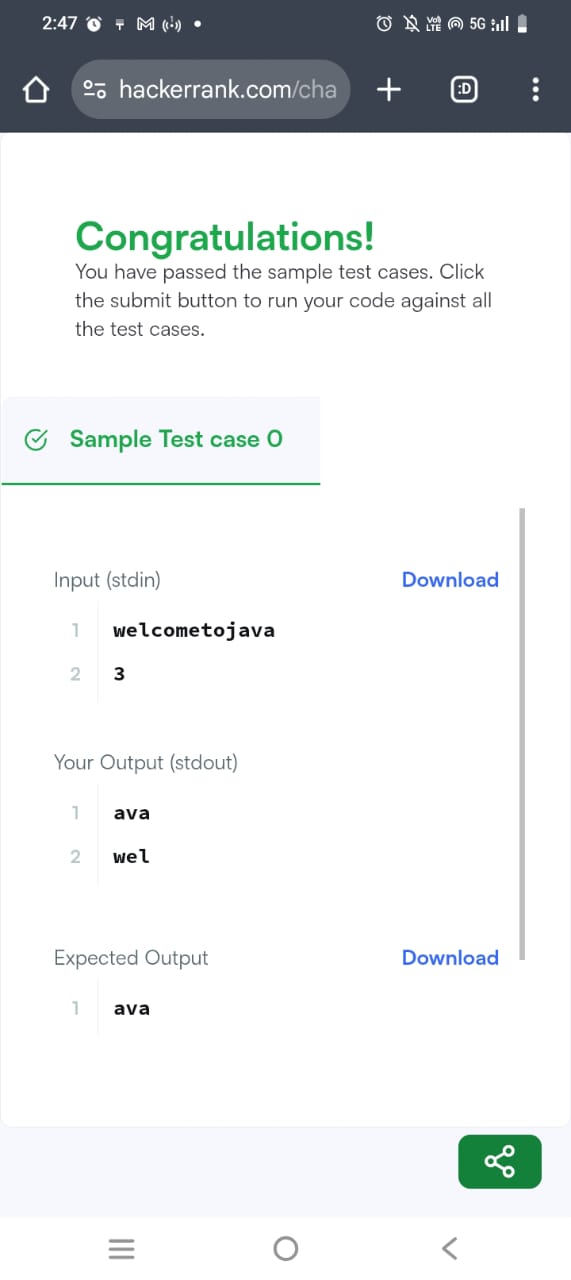 2:47
VoI) LTE 5G
hackerrank.com/cha
:D
Congratulations!
You have passed the sample test cases. Click
the submit button to run your code against all
the test cases.
Sample Test case 0
Input (stdin) Download
1 welcometojava
2 3
Your Output (stdout)
1 ava
2 wel
Expected Output Download
1 ava